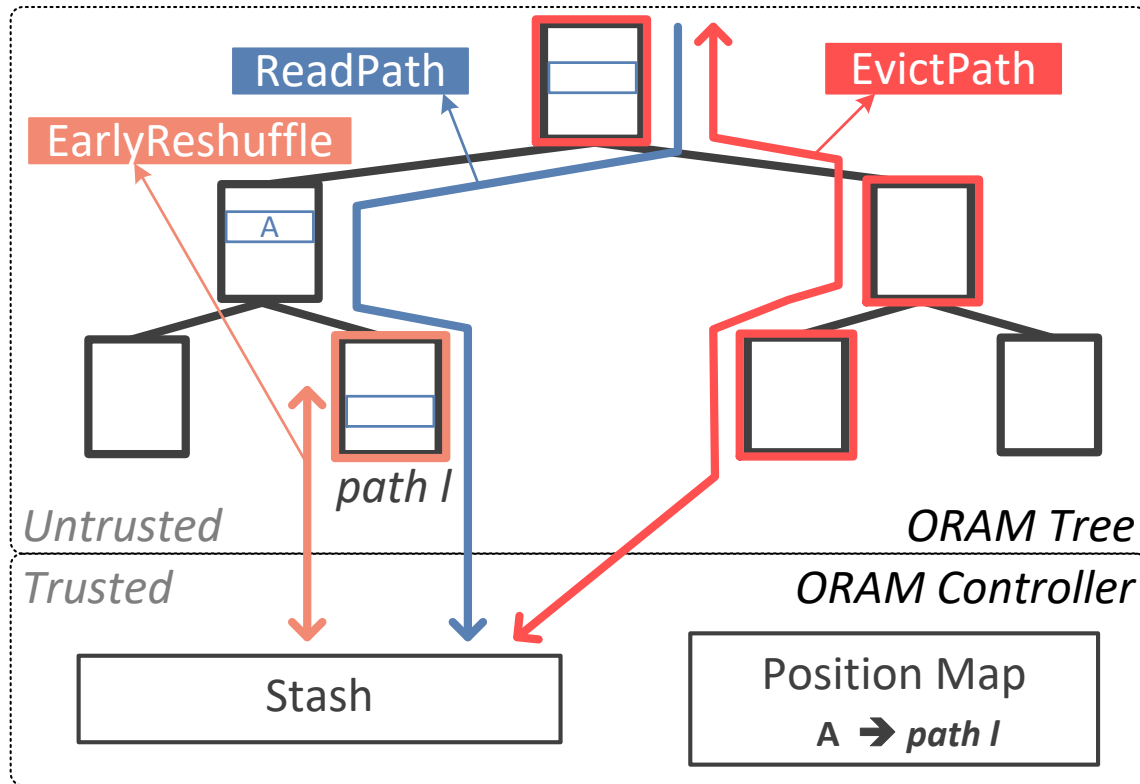 ReadPath
EvictPath
EarlyReshuffle
A
path l
Untrusted
ORAM Tree
Trusted
ORAM Controller
Stash
Position Map
A ➔ path l